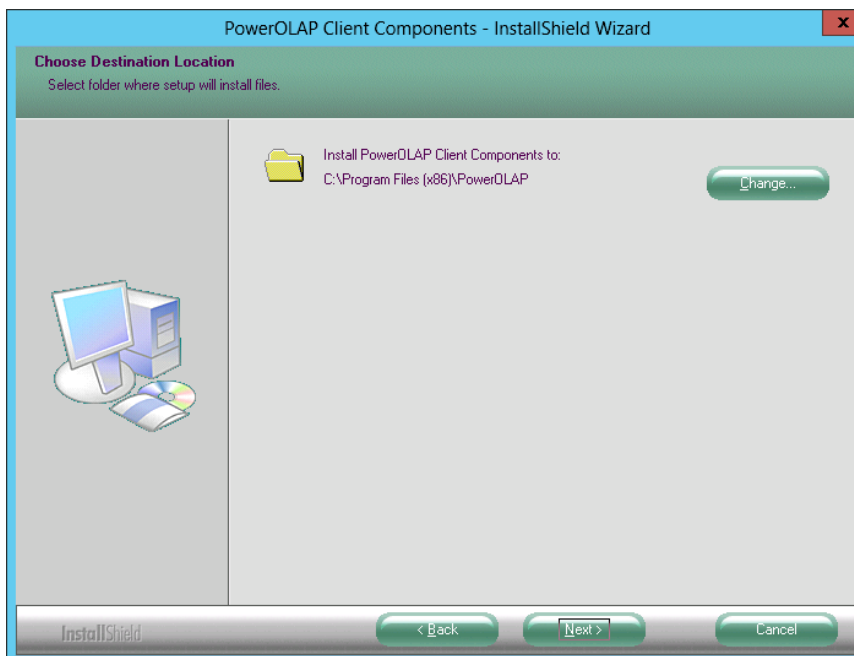 PowerOLAP Client Components - InstallShield Wizard
x
Choose Destination Location
Select folder where setup will install files.
Install PowerOLAP Client Components to:
C:\Program Files (x86)\PowerOLAP
Change...
InstallShield
< Back
Next >
Cancel